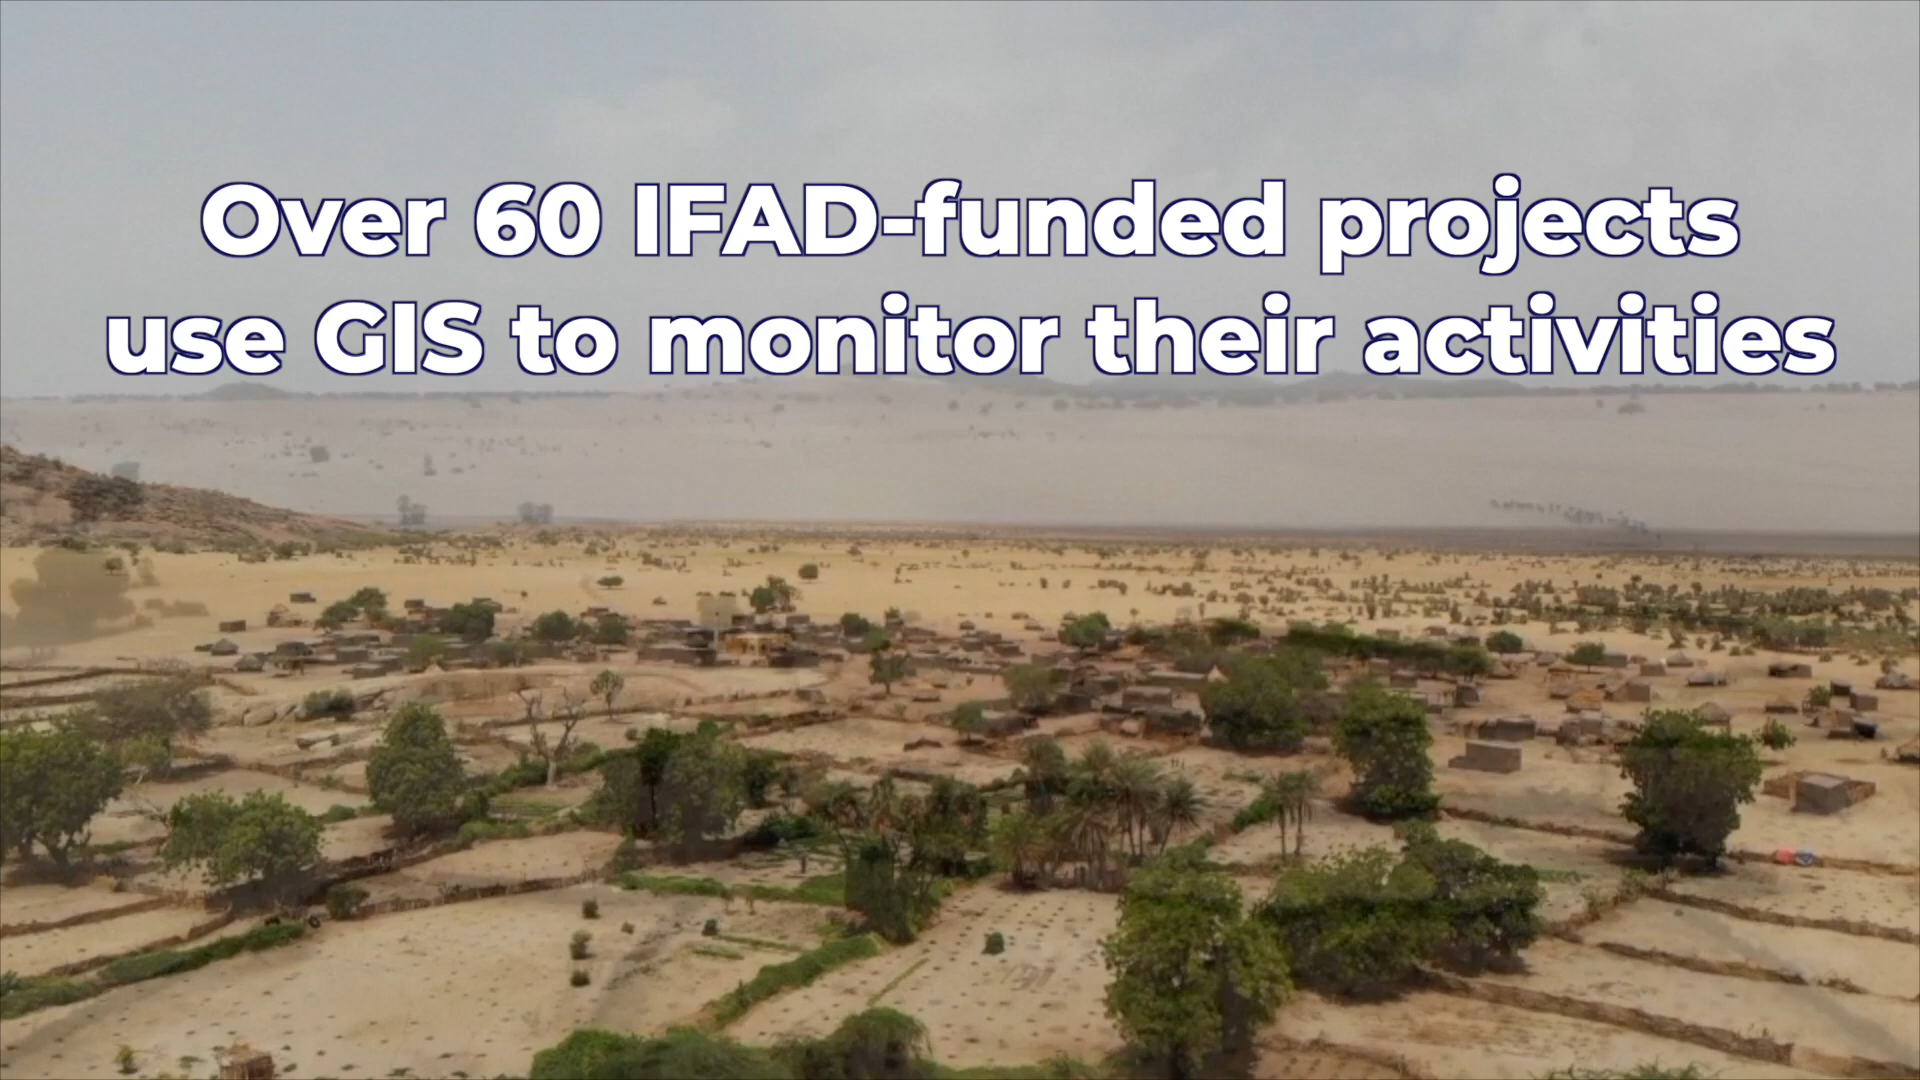 Over 60 IFAD-funded projects
use GIS to monitor their activities